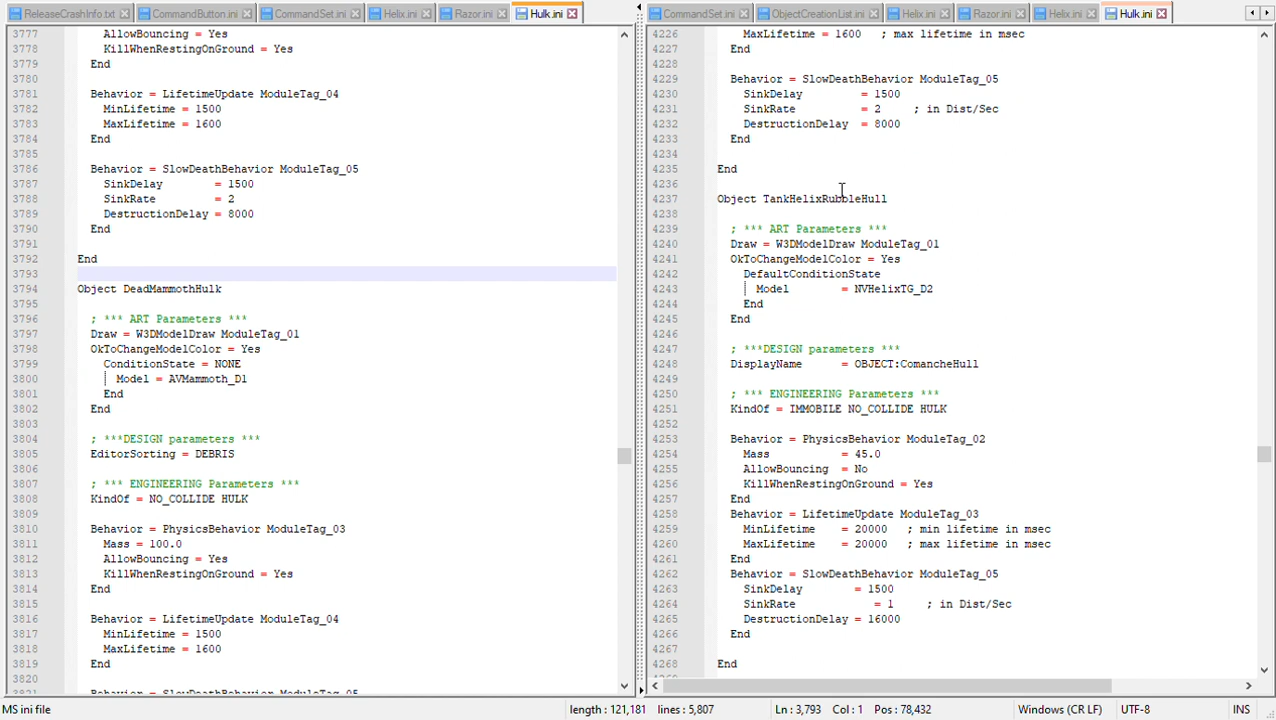 ReleaseCrashInfo.txt CommandButton.ini CommandSet.ini Helix.ini Razor.ini Hulk.ini
3777 AllowBouncing = Yes
3778 KillWhenRestingOnGround = Yes
3779 End
3780
3781 Behavior = LifetimeUpdate ModuleTag_04
3782 MinLifetime = 1500
3783 MaxLifetime = 1600
3784 End
3785
3786 Behavior = SlowDeathBehavior ModuleTag_05
3787 SinkDelay = 1500
3788 SinkRate = 2
3789 DestructionDelay = 8000
3790 End
3791
3792 End
3793
3794 Object DeadMammothHulk
3795
3796 ; *** ART Parameters ***
3797 Draw = W3DModelDraw ModuleTag_01
3798 OkToChangeModelColor = Yes
3799 ConditionState = NONE
3800 Model = AVMammoth_D1
3801 End
3802 End
3803
3804 ; ***DESIGN parameters ***
3805 EditorSorting = DEBRIS
3806
3807 ; *** ENGINEERING Parameters ***
3808 KindOf = NO_COLLIDE HULK
3809
3810 Behavior = PhysicsBehavior ModuleTag_03
3811 Mass = 100.0
3812 AllowBouncing = Yes
3813 KillWhenRestingOnGround = Yes
3814 End
3815
3816 Behavior = LifetimeUpdate ModuleTag_04
3817 MinLifetime = 1500
3818 MaxLifetime = 1600
3819 End
3820
3821 Behavior = SlowDeathBehavior ModuleTag_05
CommandSet.ini ObjectCreationList.ini Helix.ini Razor.ini Helix.ini Hulk.ini
4226 MaxLifetime = 1600 ; max lifetime in msec
4227 End
4228
4229 Behavior = SlowDeathBehavior ModuleTag_05
4230 SinkDelay = 1500
4231 SinkRate = 2 ; in Dist/Sec
4232 DestructionDelay = 8000
4233 End
4234
4235 End
4236
4237 Object TankHelixRubbleHull
4238
4239 ; *** ART Parameters ***
4240 Draw = W3DModelDraw ModuleTag_01
4241 OkToChangeModelColor = Yes
4242 DefaultConditionState
4243 Model = NVHelixTG_D2
4244 End
4245 End
4246
4247 ; ***DESIGN parameters ***
4248 DisplayName = OBJECT:ComancheHull
4249
4250 ; *** ENGINEERING Parameters ***
4251 KindOf = IMMOBILE NO_COLLIDE HULK
4252
4253 Behavior = PhysicsBehavior ModuleTag_02
4254 Mass = 45.0
4255 AllowBouncing = No
4256 KillWhenRestingOnGround = Yes
4257 End
4258 Behavior = LifetimeUpdate ModuleTag_03
4259 MinLifetime = 20000 ; min lifetime in msec
4260 MaxLifetime = 20000 ; max lifetime in msec
4261 End
4262 Behavior = SlowDeathBehavior ModuleTag_05
4263 SinkDelay = 1500
4264 SinkRate = 1 ; in Dist/Sec
4265 DestructionDelay = 16000
4266 End
4267
4268 End
MS ini file length : 121,181 lines : 5,807 Ln : 3,793 Col : 1 Pos : 78,432 Windows (CR LF) UTF-8 INS